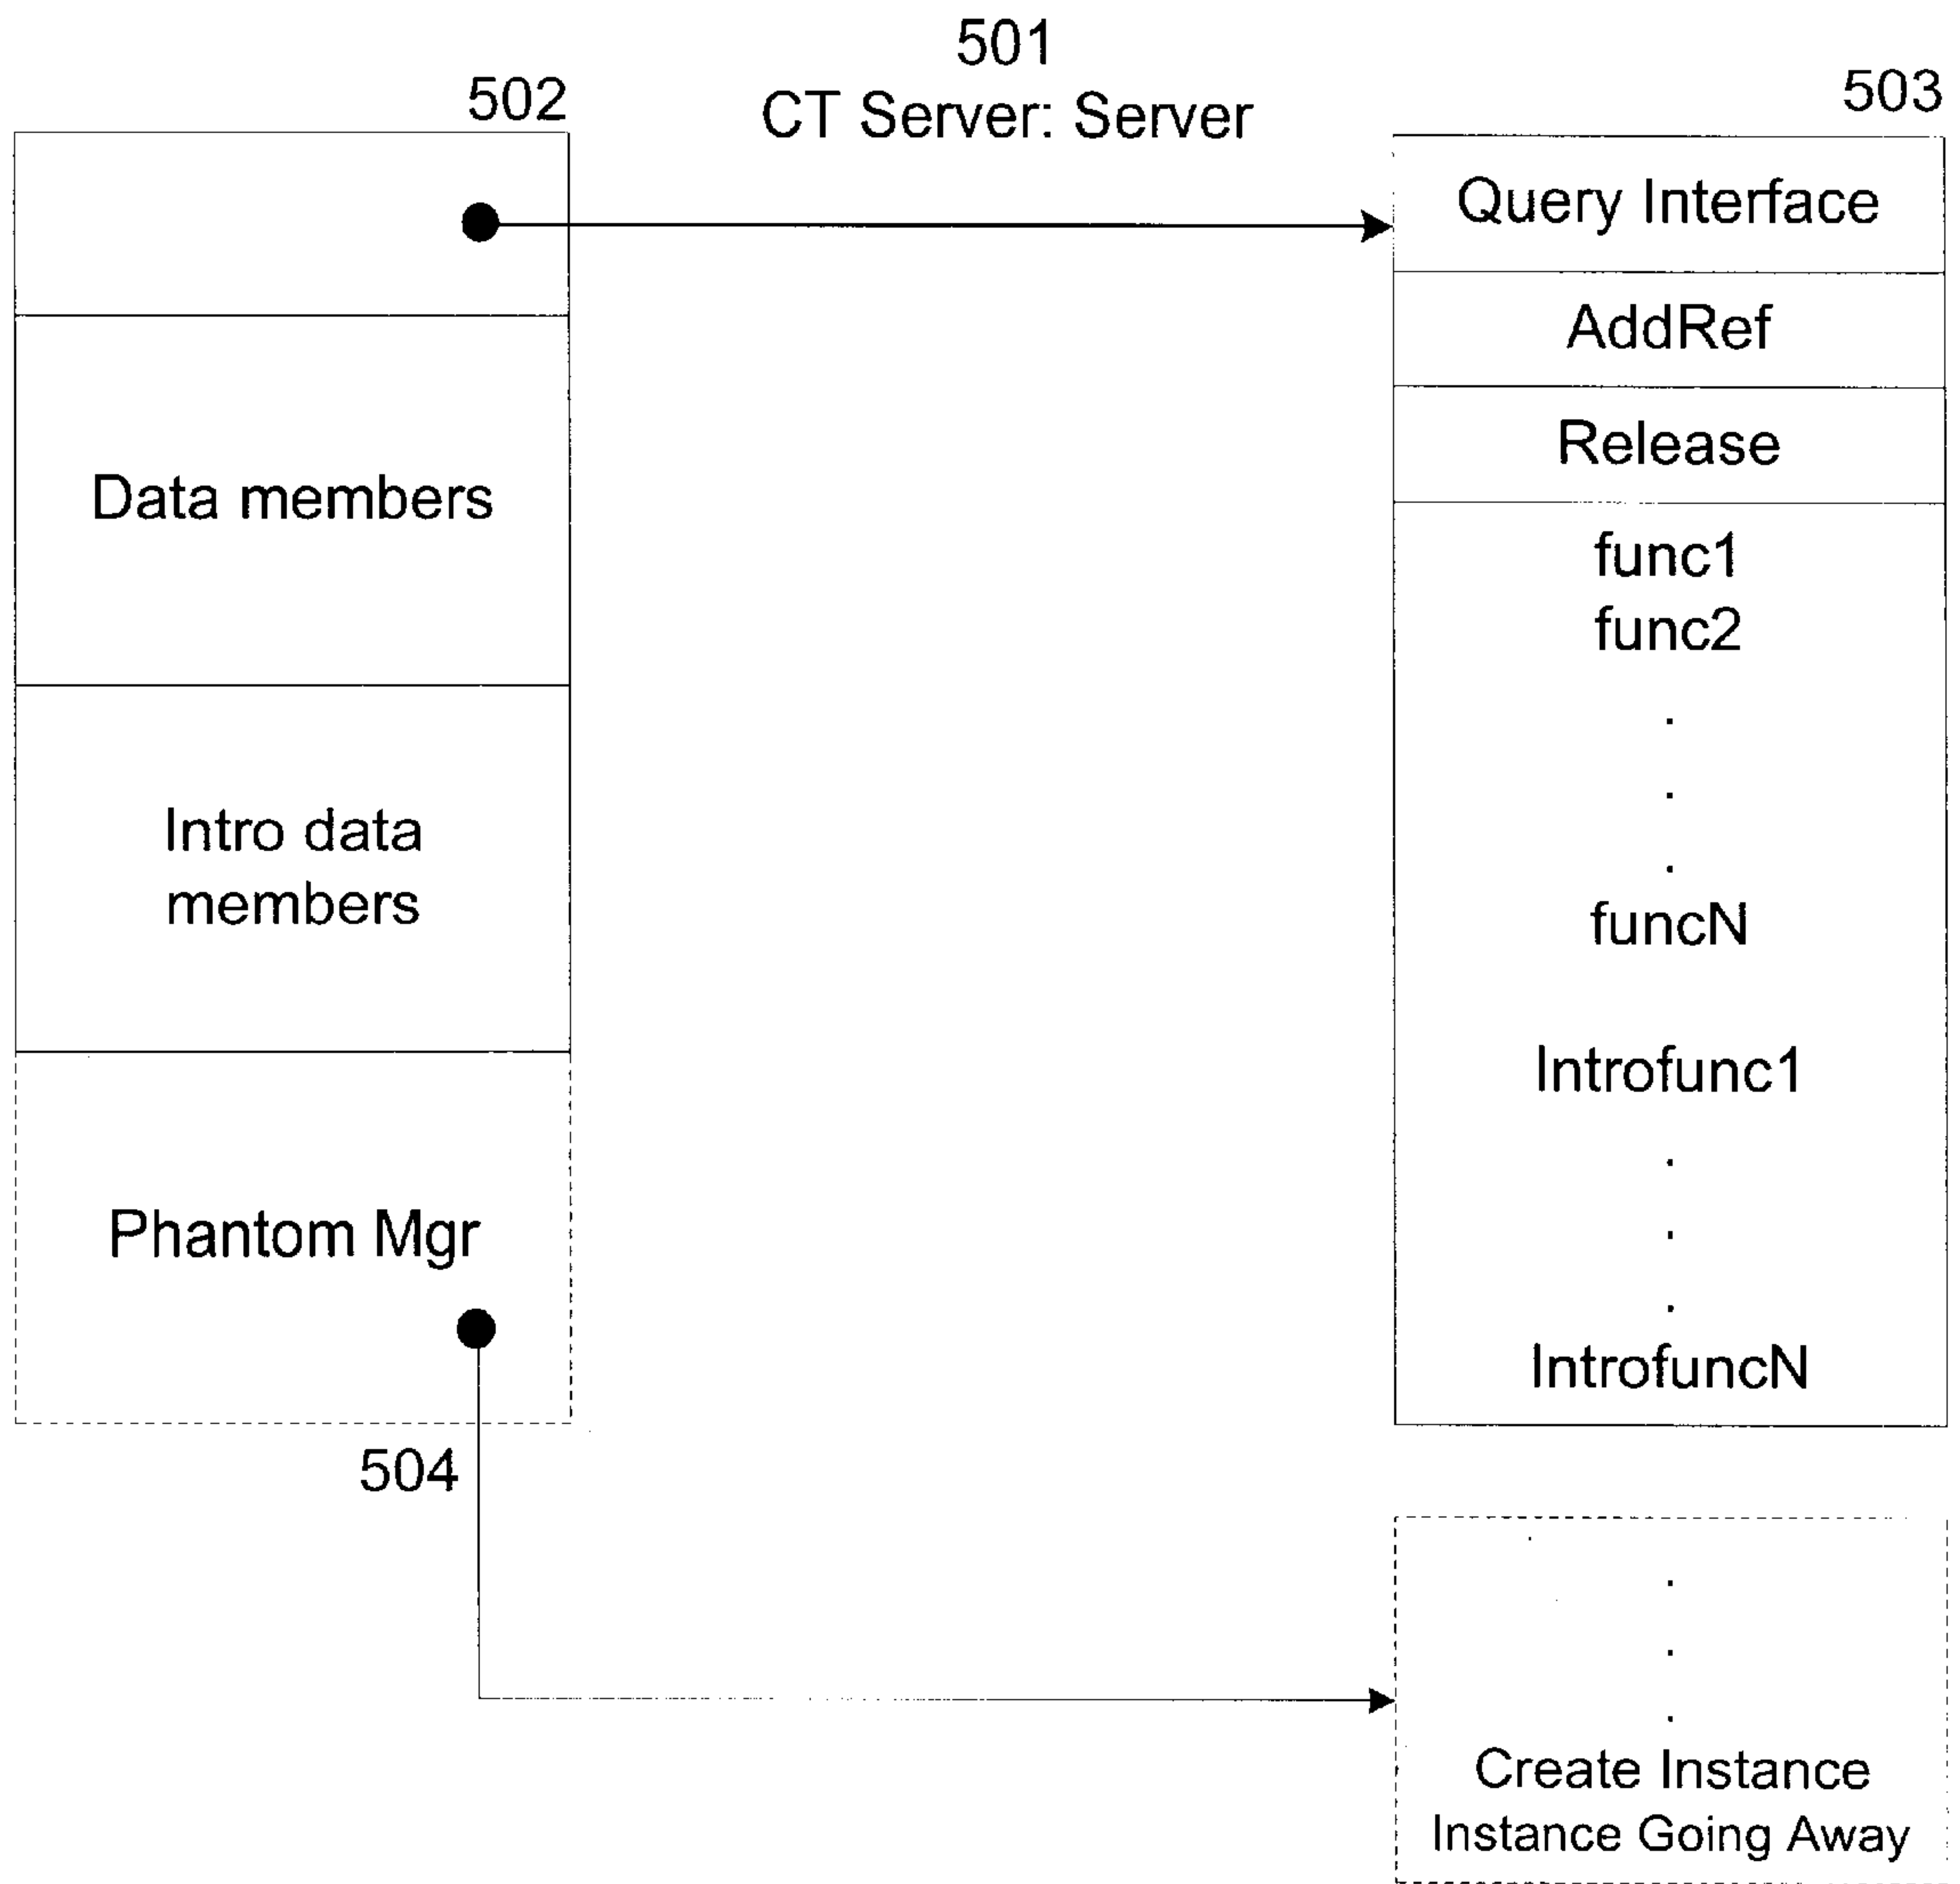 501
CT Server: Server
502
503
Data members
Intro data
members
Phantom Mgr
504
Query Interface
AddRef
Release
func1
func2
.
.
.
funcN
Introfunc1
.
.
.
IntrofuncN
.
.
.
Create Instance
Instance Going Away